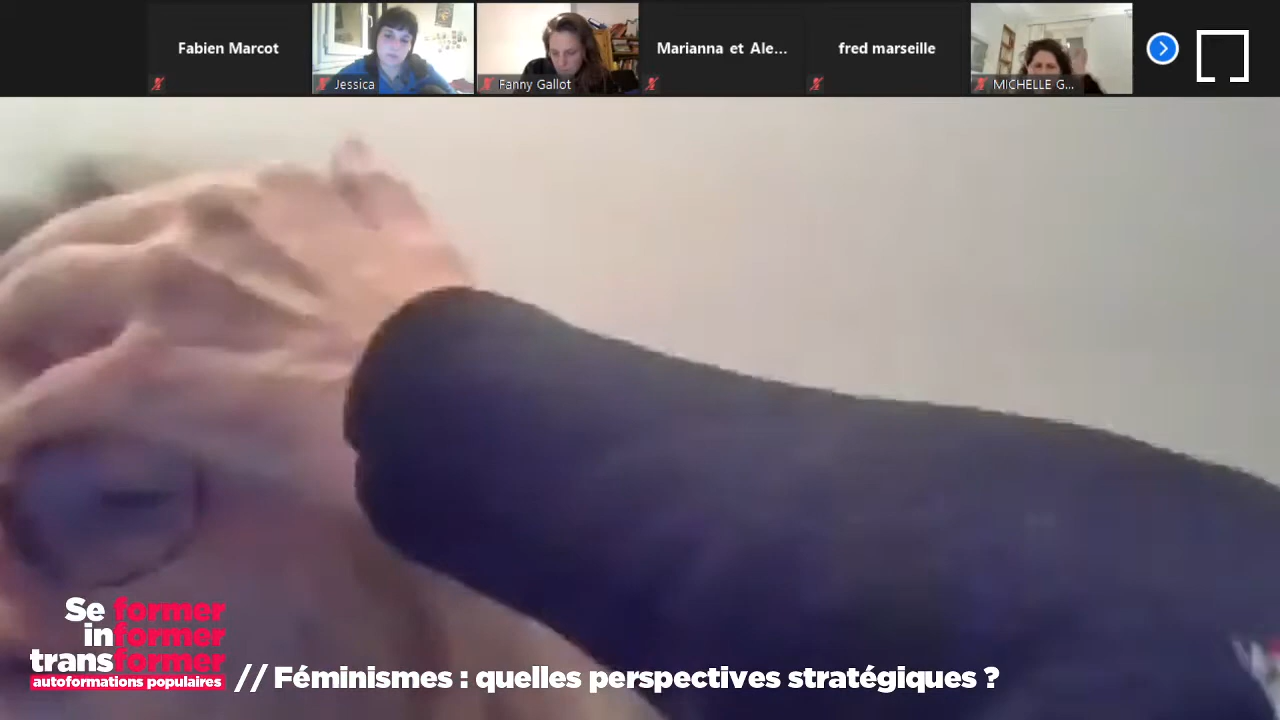 Fabien Marcot
Jessica
Fanny Gallot
Marianna et Ale...
fred marseille
MICHELLE G...
Se former
informer
transformer
autoformations populaires
// Féminismes : quelles perspectives stratégiques ?